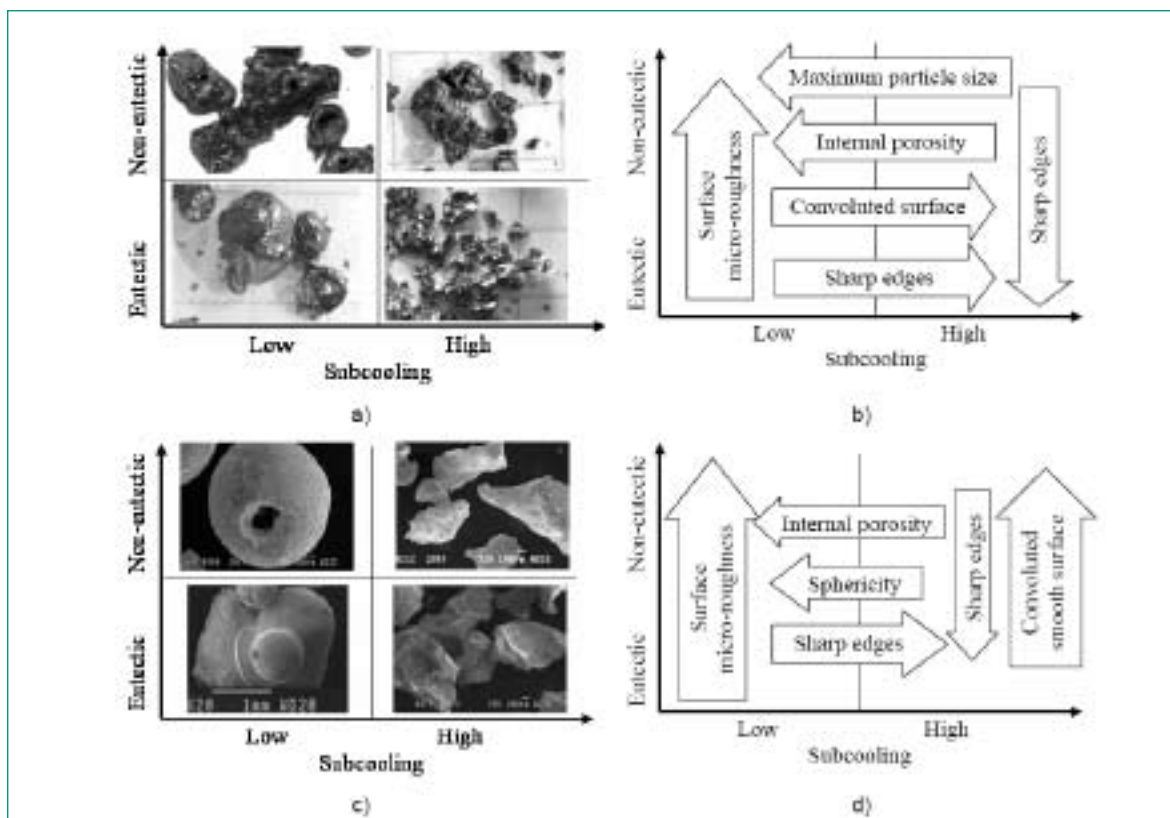 Non-eutectic
Eutectic
Low
High
Subcooling
a)
Non-eutectic
Eutectic
Surface
micro-roughness
Maximum particle size
Internal porosity
Convoluted surface
Sharp edges
Sharp edges
Low
High
Subcooling
b)
Non-eutectic
Eutectic
1mm
Low
High
Subcooling
c)
Non-eutectic
Eutectic
Surface
micro-roughness
Internal porosity
Sphericity
Sharp edges
Sharp edges
Convoluted
smooth surface
Low
High
Subcooling
d)